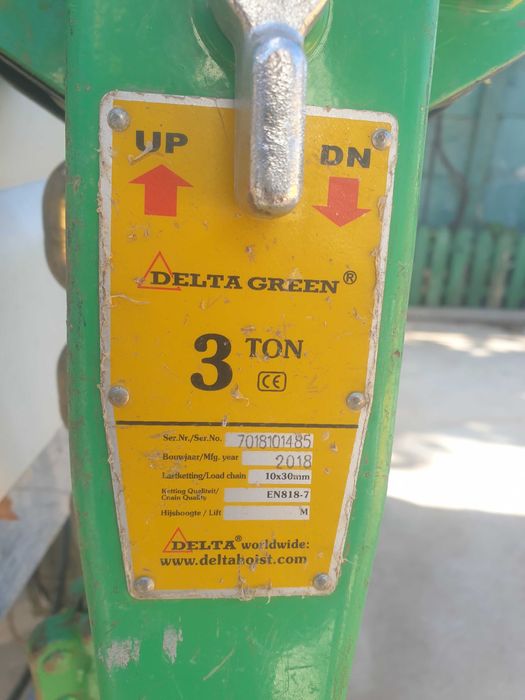 UP
DN
DELTA GREEN ®
3 TON
CE
Ser.Nr./Ser.No. 7018101485
Bouwjaar/Mfg. year 2018
Lastketting/Load chain 10x30mm
Ketting Qualiteit/
Chain Quality EN818-7
Hijshoogte / Lift M
DELTA® worldwide:
www.deltahoist.com